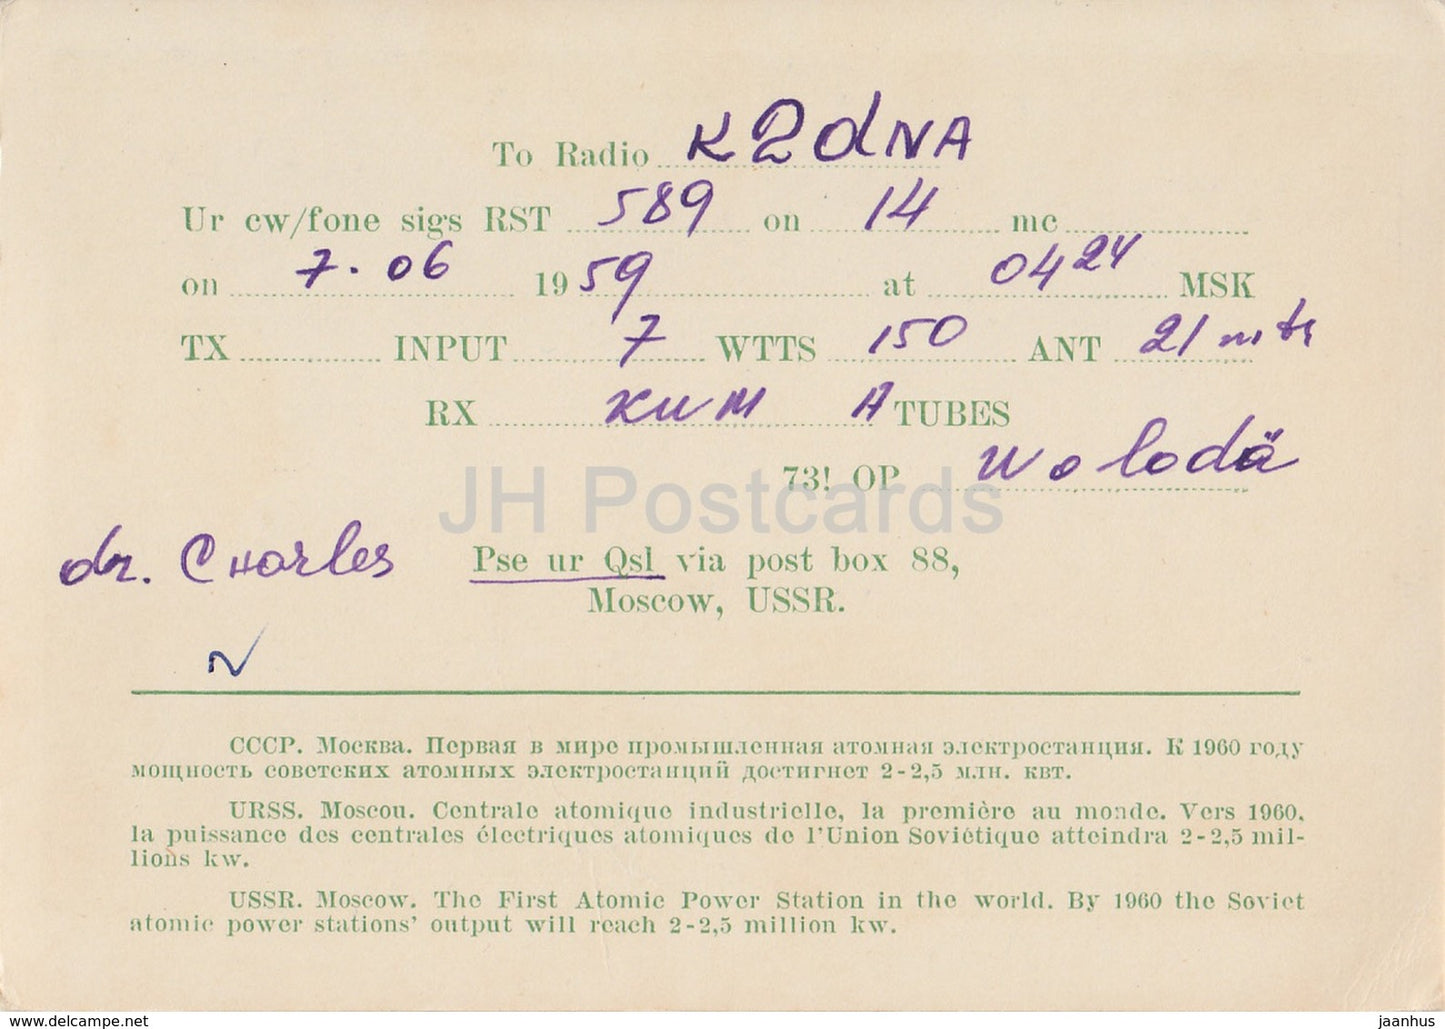 To Radio K2dNA
Ur cw/fone sigs RST 589 on 14 mc
on 7.06 1959 at 0424 MSK
TX INPUT 7 WTTS 150 ANT 21 mtr
RX TUBES
73! OP Wolodä
JH Postcards
dr. Charles Pse ur Qsl via post box 88,
Moscow, USSR.
СССР. Москва. Первая в мире промышленная атомная электростанция. К 1960 году
мощность советских атомных электростанций достигнет 2-2,5 млн. квт.
URSS. Moscou. Centrale atomique industrielle, la première au monde. Vers 1960,
la puissance des centrales électriques atomiques de l'Union Soviétique atteindra 2-2,5 mil-
lions kw.
USSR. Moscow. The First Atomic Power Station in the world. By 1960 the Soviet
atomic power stations' output will reach 2-2,5 million kw.
www.delcampe.net
jaanhus